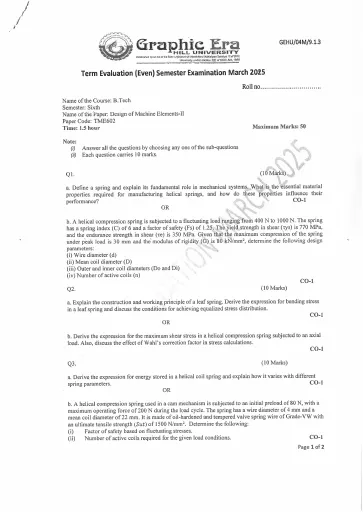 GEHU/04M/9.1.3
Graphic Era
HILL UNIVERSITY
Term Evaluation (Even) Semester Examination March 2025
Roll no..............................
Name of the Course: B.Tech
Semester: Sixth
Name of the Paper: Design of Machine Elements-II
Paper Code: TME602
Time: 1.5 hour Maximum Marks: 50
Note:
(i) Answer all the questions by choosing any one of the sub-questions
(ii) Each question carries 10 marks.
Q1. (10 Marks)
a. Define a spring and explain its fundamental role in mechanical systems. What is the essential material
properties required for manufacturing helical springs, and how do these properties influence their
performance? CO-1
OR
b. A helical compression spring is subjected to a fluctuating load ranging from 400 N to 1000 N. The spring
has a spring index (C) of 6 and a factor of safety (Fs) of 1.25. The yield strength in shear (τys) is 770 MPa,
and the endurance strength in shear (τe) is 350 MPa. Given that the maximum compression of the spring
under peak load is 30 mm and the modulus of rigidity (G) is 80 kN/mm², determine the following design
parameters:
(i) Wire diameter (d)
(ii) Mean coil diameter (D)
(iii) Outer and inner coil diameters (Do and Di)
(iv) Number of active coils (n)
CO-1
Q2. (10 Marks)
a. Explain the construction and working principle of a leaf spring. Derive the expression for bending stress
in a leaf spring and discuss the conditions for achieving equalized stress distribution.
CO-1
OR
b. Derive the expression for the maximum shear stress in a helical compression spring subjected to an axial
load. Also, discuss the effect of Wahl's correction factor in stress calculations.
CO-1
Q3. (10 Marks)
a. Derive the expression for energy stored in a helical coil spring and explain how it varies with different
spring parameters. CO-1
OR
b. A helical compression spring used in a cam mechanism is subjected to an initial preload of 80 N, with a
maximum operating force of 200 N during the load cycle. The spring has a wire diameter of 4 mm and a
mean coil diameter of 22 mm. It is made of oil-hardened and tempered valve spring wire of Grade-VW with
an ultimate tensile strength (Sut) of 1500 N/mm². Determine the following:
(i) Factor of safety based on fluctuating stresses.
(ii) Number of active coils required for the given load conditions. CO-1
Page 1 of 2